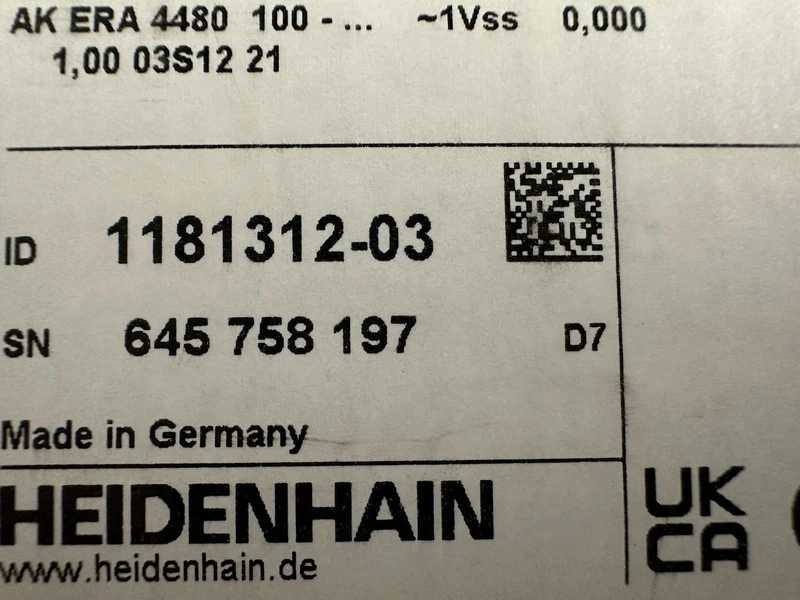 AK ERA 4480 100 - ... ~1Vss 0,000
1,00 03S12 21
ID 1181312-03
SN 645 758 197 D7
Made in Germany
HEIDENHAIN
www.heidenhain.de
UK
CA